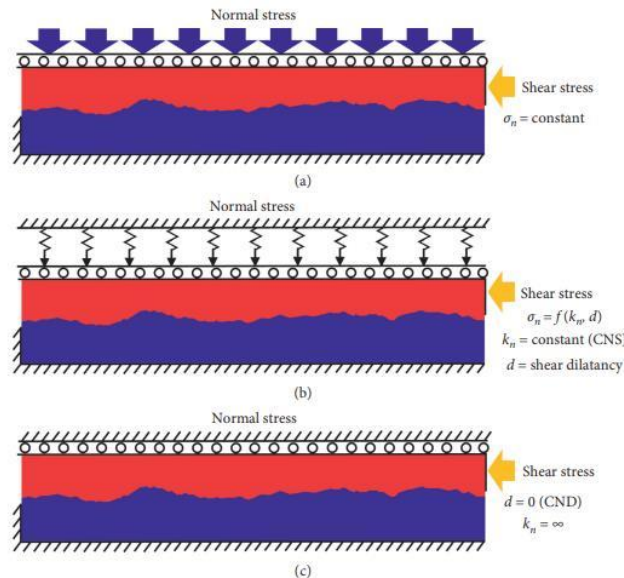 Normal stress
Shear stress
σn = constant
(a)
Normal stress
Shear stress
σn = f(kn, d)
kn = constant (CNS)
d = shear dilatancy
(b)
Normal stress
Shear stress
d = 0 (CND)
kn = ∞
(c)